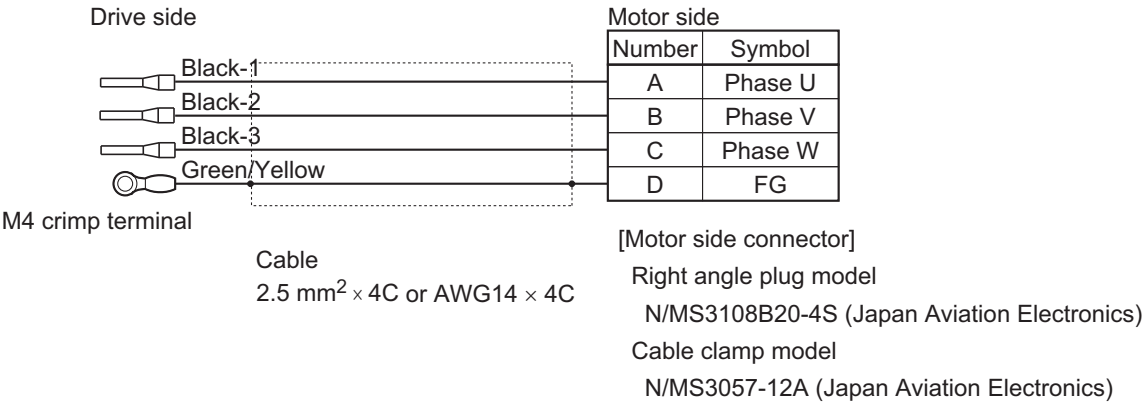 Drive side
Motor side
Number Symbol
Black-1
A Phase U
Black-2
B Phase V
Black-3
C Phase W
Green/Yellow
D FG
M4 crimp terminal
Cable
2.5 mm² × 4C or AWG14 × 4C
[Motor side connector]
Right angle plug model
N/MS3108B20-4S (Japan Aviation Electronics)
Cable clamp model
N/MS3057-12A (Japan Aviation Electronics)